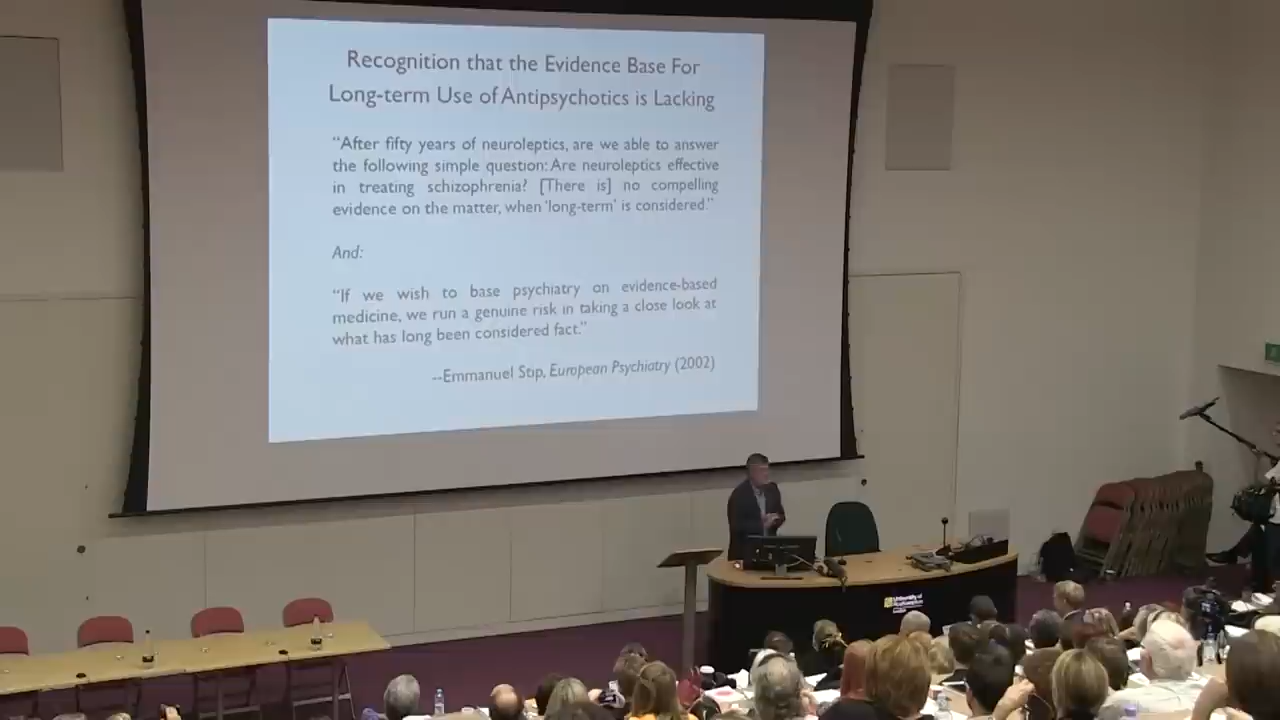 Recognition that the Evidence Base For
Long-term Use of Antipsychotics is Lacking
“After fifty years of neuroleptics, are we able to answer
the following simple question: Are neuroleptics effective
in treating schizophrenia? [There is] no compelling
evidence on the matter, when ‘long-term’ is considered.”
And:
“If we wish to base psychiatry on evidence-based
medicine, we run a genuine risk in taking a close look at
what has long been considered fact.”
--Emmanuel Stip, European Psychiatry (2002)
University of